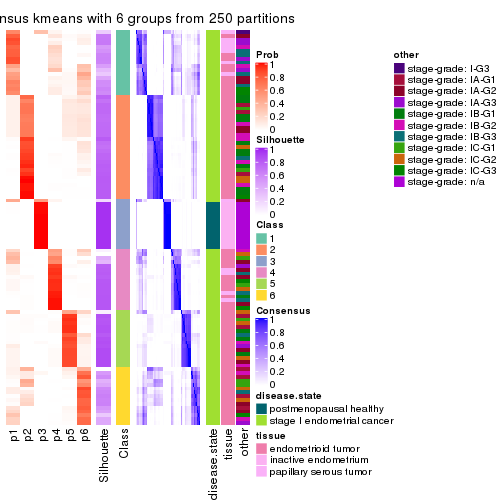 nsus kmeans with 6 groups from 250 partitions
Prob
1
0.8
0.6
0.4
0.2
0
Silhouette
1
0.8
0.6
0.4
0.2
0
Class
1
2
3
4
5
6
Consensus
1
0.8
0.6
0.4
0.2
0
disease.state
postmenopausal healthy
stage I endometrial cancer
tissue
endometrioid tumor
inactive endometrium
papillary serous tumor
other
stage-grade: I-G3
stage-grade: IA-G1
stage-grade: IA-G2
stage-grade: IA-G3
stage-grade: IB-G1
stage-grade: IB-G2
stage-grade: IB-G3
stage-grade: IC-G1
stage-grade: IC-G2
stage-grade: IC-G3
stage-grade: n/a
p1
p2
p3
p4
p5
p6
Silhouette
Class
disease.state
tissue
other